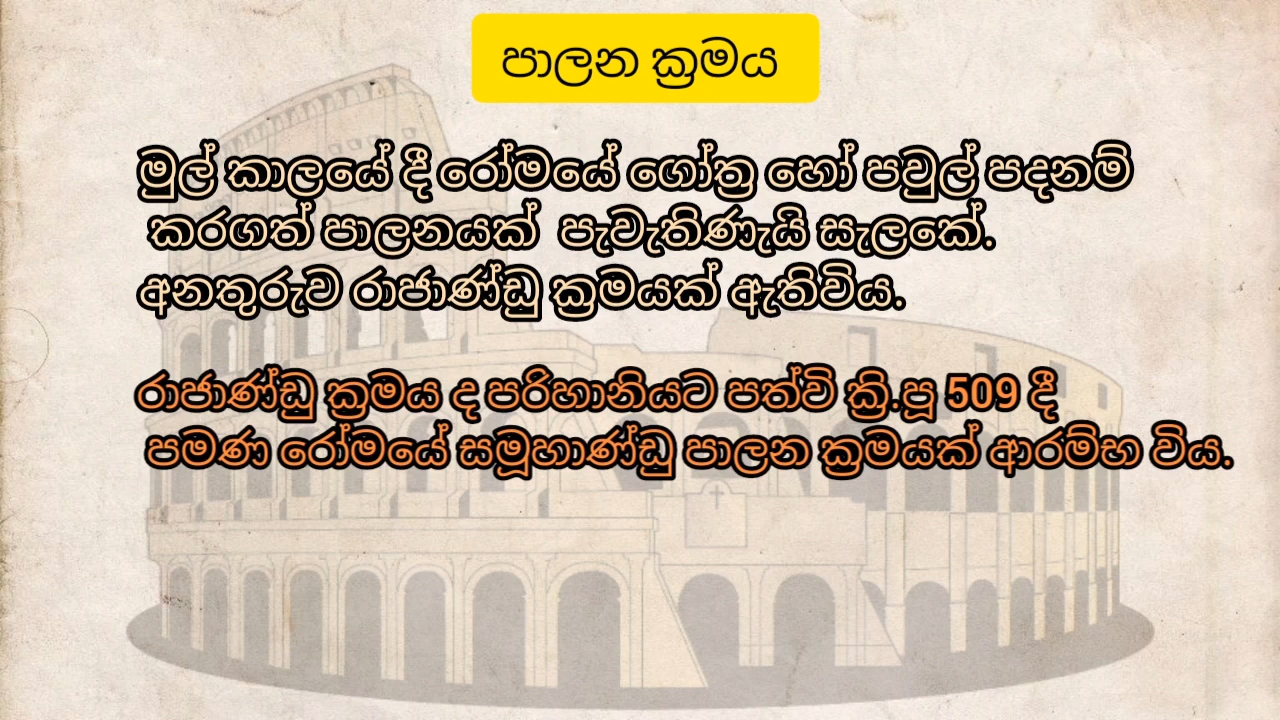 පාලන ක්‍රමය
මුල් කාලයේ දී රෝමයේ ගෝත්‍ර හෝ පවුල් පදනම්
කරගත් පාලනයක් පැවැතිණැයි සැලකේ.
අනතුරුව රාජාණ්ඩු ක්‍රමයක් ඇතිවිය.
රාජාණ්ඩු ක්‍රමය ද පරිහානියට පත්වි ක්‍රි.පූ 509 දී
පමණ රෝමයේ සමූහාණ්ඩු පාලන ක්‍රමයක් ආරම්භ විය.